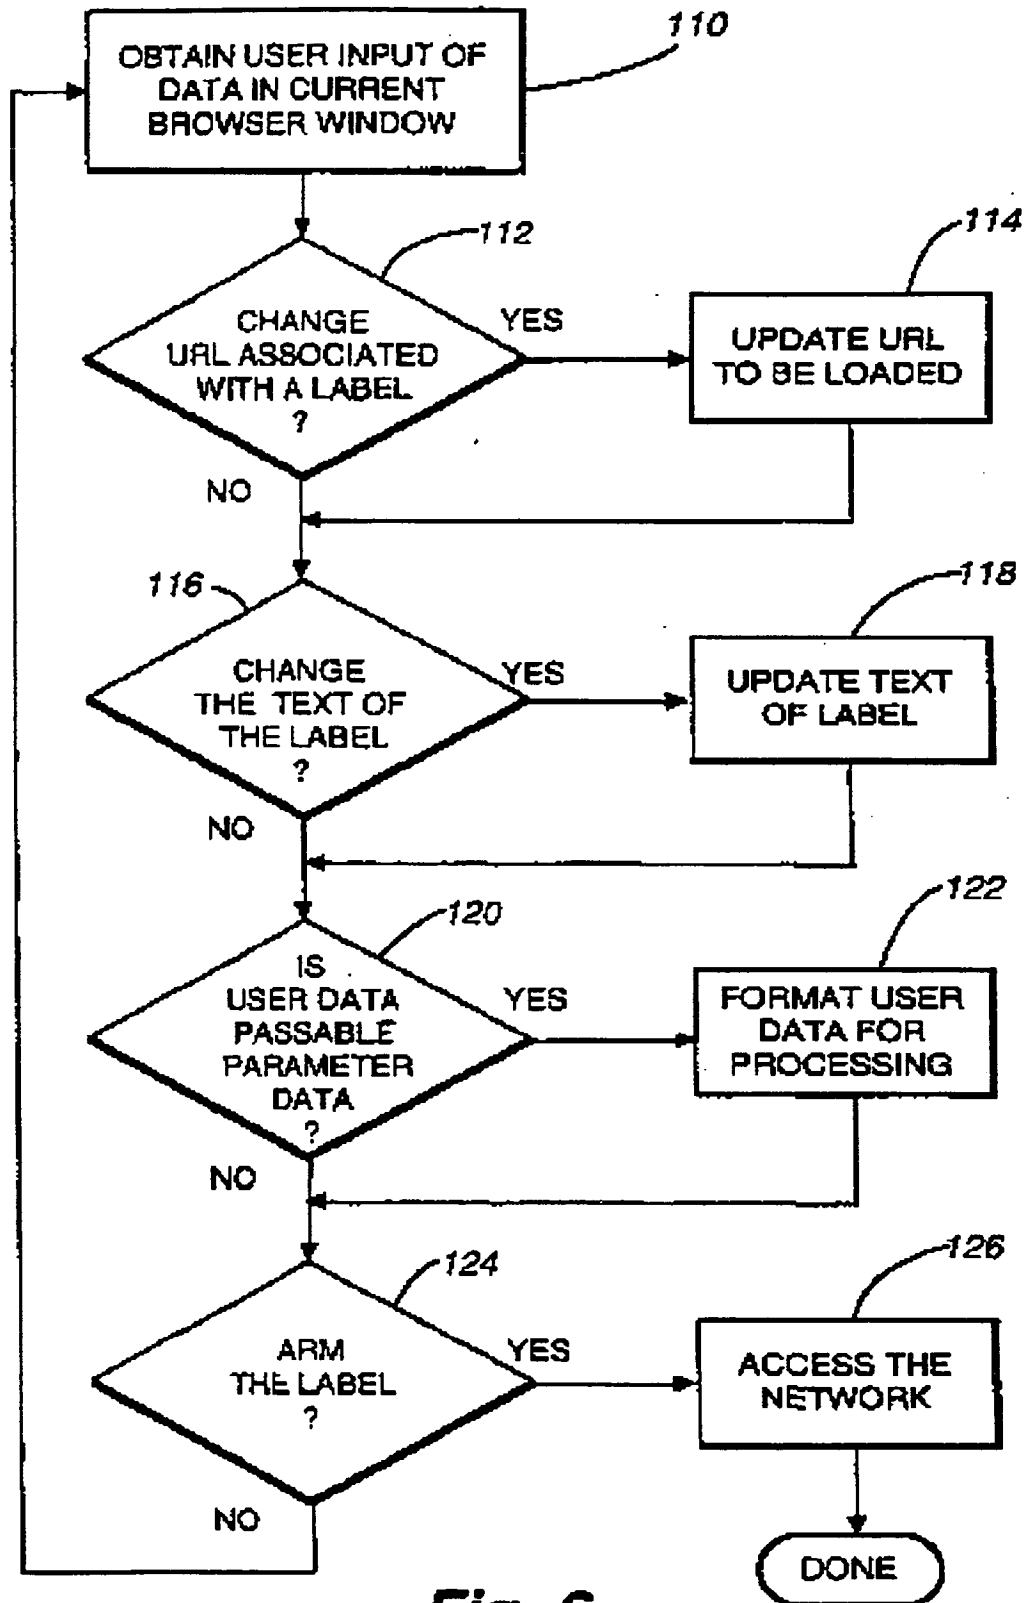 110
OBTAIN USER INPUT OF
DATA IN CURRENT
BROWSER WINDOW
112
114
CHANGE
URL ASSOCIATED
WITH A LABEL
?
YES
UPDATE URL
TO BE LOADED
NO
116
118
CHANGE
THE TEXT OF
THE LABEL
?
YES
UPDATE TEXT
OF LABEL
NO
120
122
IS
USER DATA
PASSABLE
PARAMETER
DATA
?
YES
FORMAT USER
DATA FOR
PROCESSING
NO
124
126
ARM
THE LABEL
?
YES
ACCESS THE
NETWORK
NO
DONE
Fig. 6